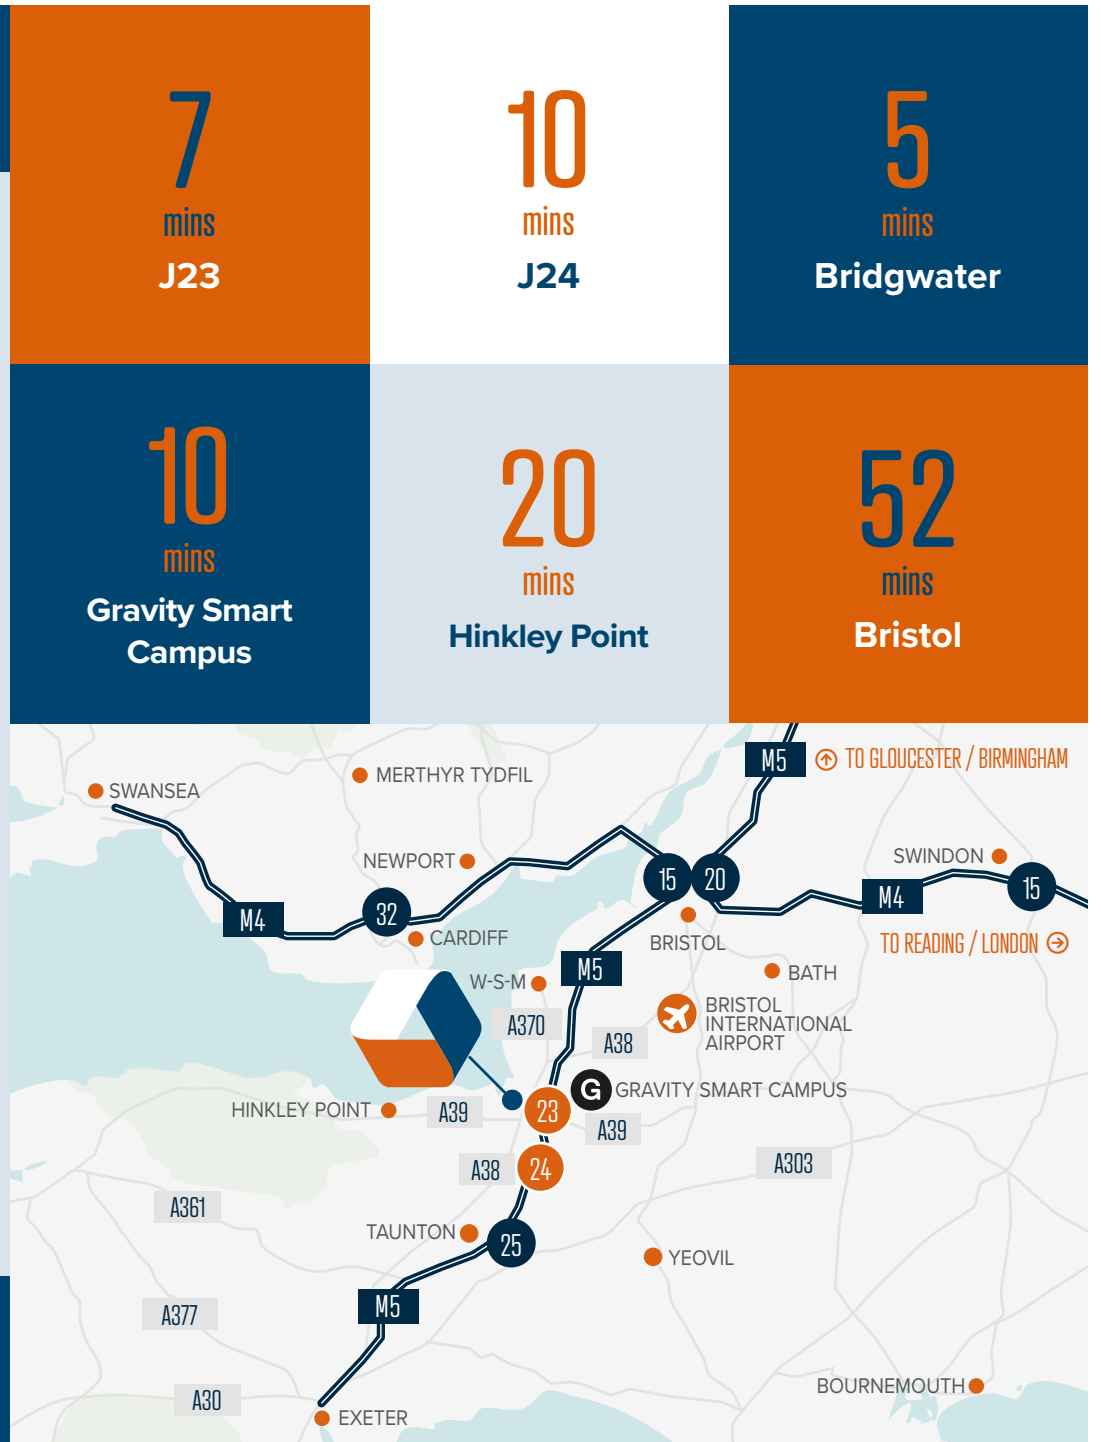 7
mins
J23
10
mins
J24
5
mins
Bridgwater
10
mins
Gravity Smart
Campus
20
mins
Hinkley Point
52
mins
Bristol
M5
TO GLOUCESTER / BIRMINGHAM
MERTHYR TYDFIL
SWANSEA
NEWPORT
SWINDON
15
20
15
M4
32
M4
CARDIFF
BRISTOL
TO READING / LONDON
M5
W-S-M
BATH
BRISTOL
INTERNATIONAL
AIRPORT
A370
A38
G
GRAVITY SMART CAMPUS
HINKLEY POINT
A39
23
A39
A38
24
A303
A361
TAUNTON
25
YEOVIL
M5
A377
A30
BOURNEMOUTH
EXETER